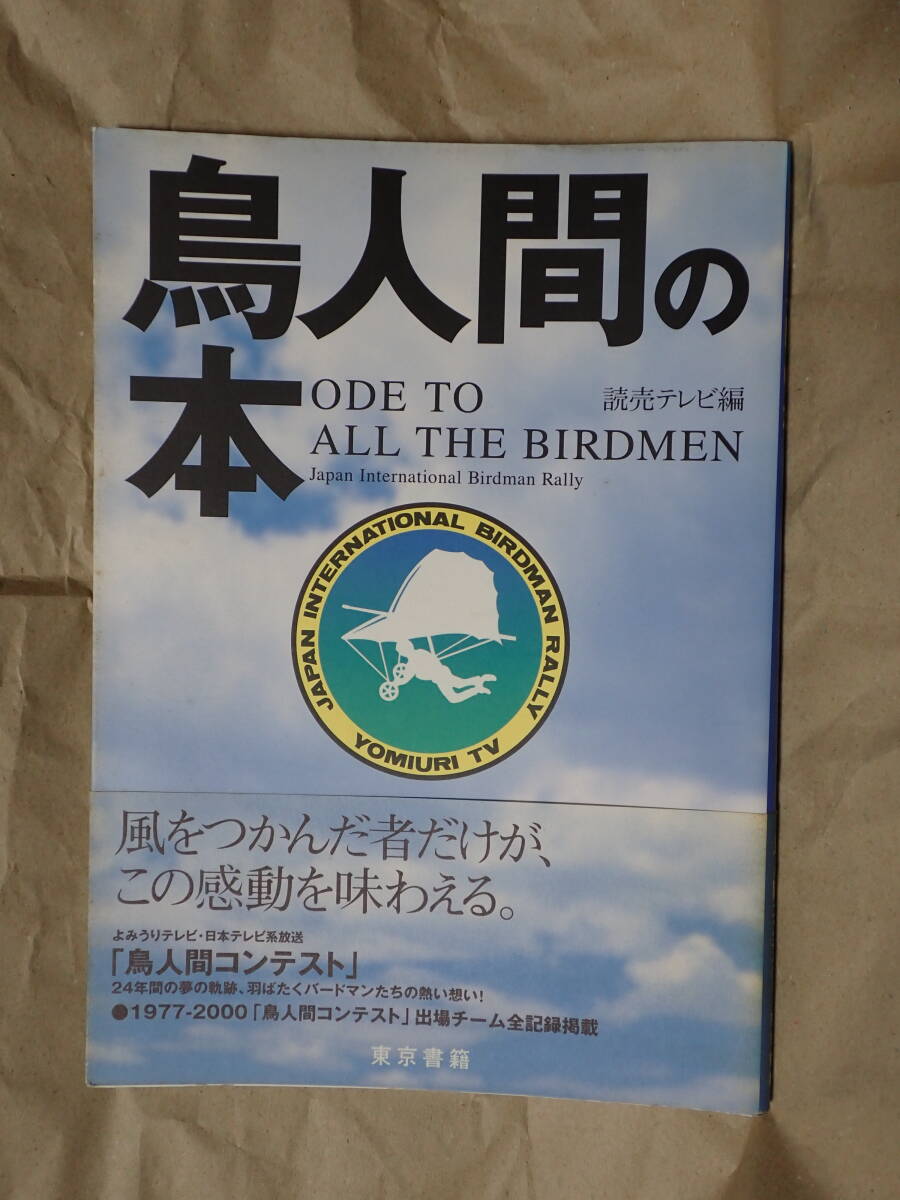 鳥人間の
本
ODE TO
ALL THE BIRDMEN
読売テレビ編
Japan International Birdman Rally
JAPAN INTERNATIONAL BIRDMAN RALLY
YOMIURI TV
風をつかんだ者だけが、
この感動を味わえる。
よみうりテレビ・日本テレビ系放送
「鳥人間コンテスト」
24年間の夢の軌跡、羽ばたくバードマンたちの熱い想い!
●1977-2000「鳥人間コンテスト」出場チーム全記録掲載
東京書籍